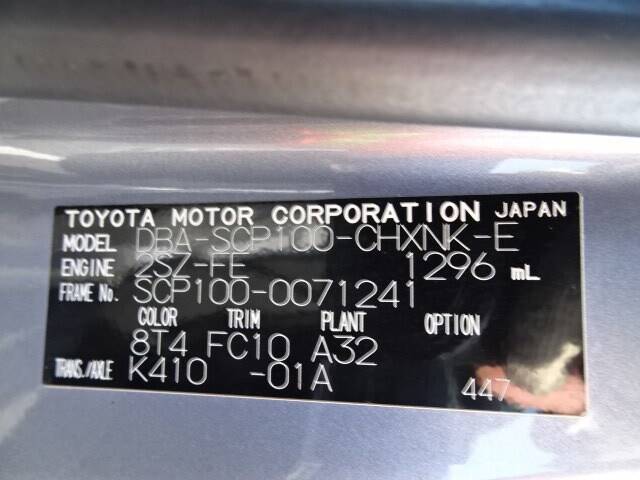 TOYOTA MOTOR CORPORATION JAPAN
MODEL DBA-SCP100-CHXNK-E
ENGINE 2SZ-FE 1296 mL
FRAME No. SCP100-0071241
COLOR TRIM PLANT OPTION
8T4 FC10 A32
TRANS./AXLE K410 -01A 447